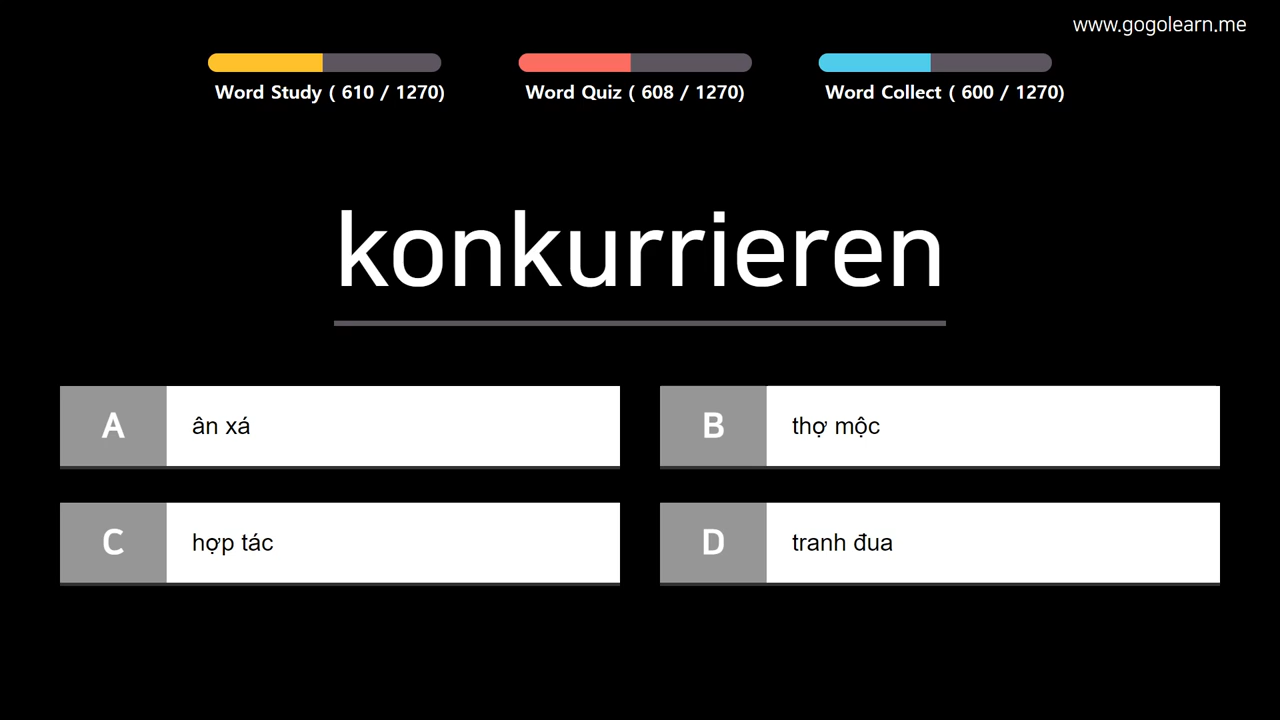 www.gogolearn.me
Word Study ( 610 / 1270)
Word Quiz ( 608 / 1270)
Word Collect ( 600 / 1270)
konkurrieren
A
ân xá
B
thợ mộc
C
hợp tác
D
tranh đua